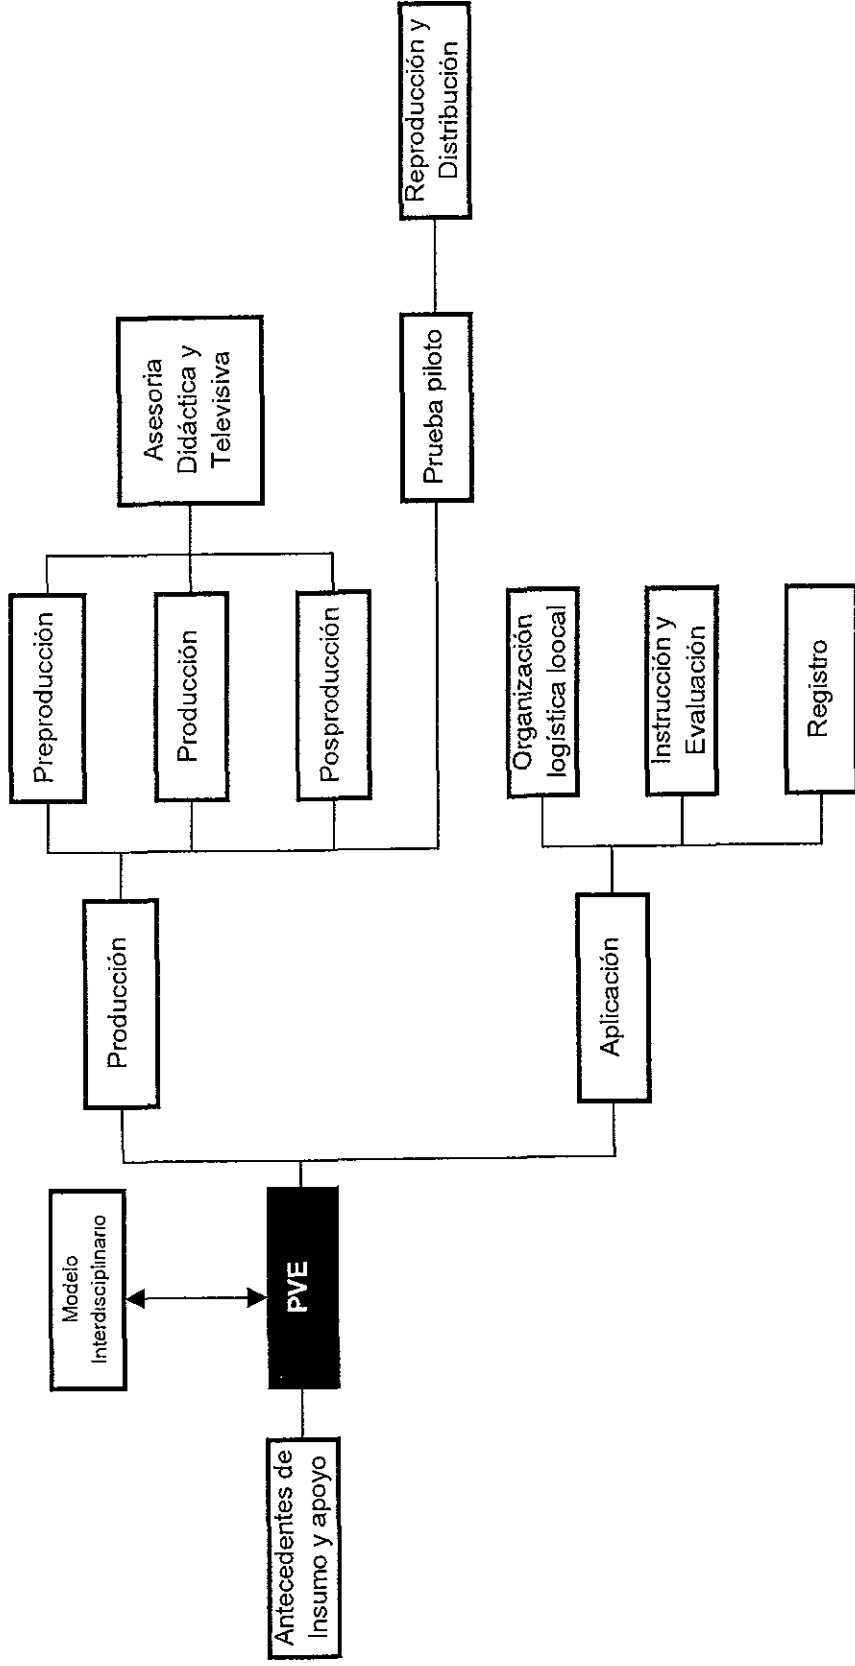 Antecedentes de
Insumo y apoyo
Modelo
Interdisciplinario
PVE
Producción
Aplicación
Preproducción
Producción
Posproducción
Asesoria
Didáctica y
Televisiva
Prueba piloto
Reproducción y
Distribución
Organización
logística loocal
Instrucción y
Evaluación
Registro